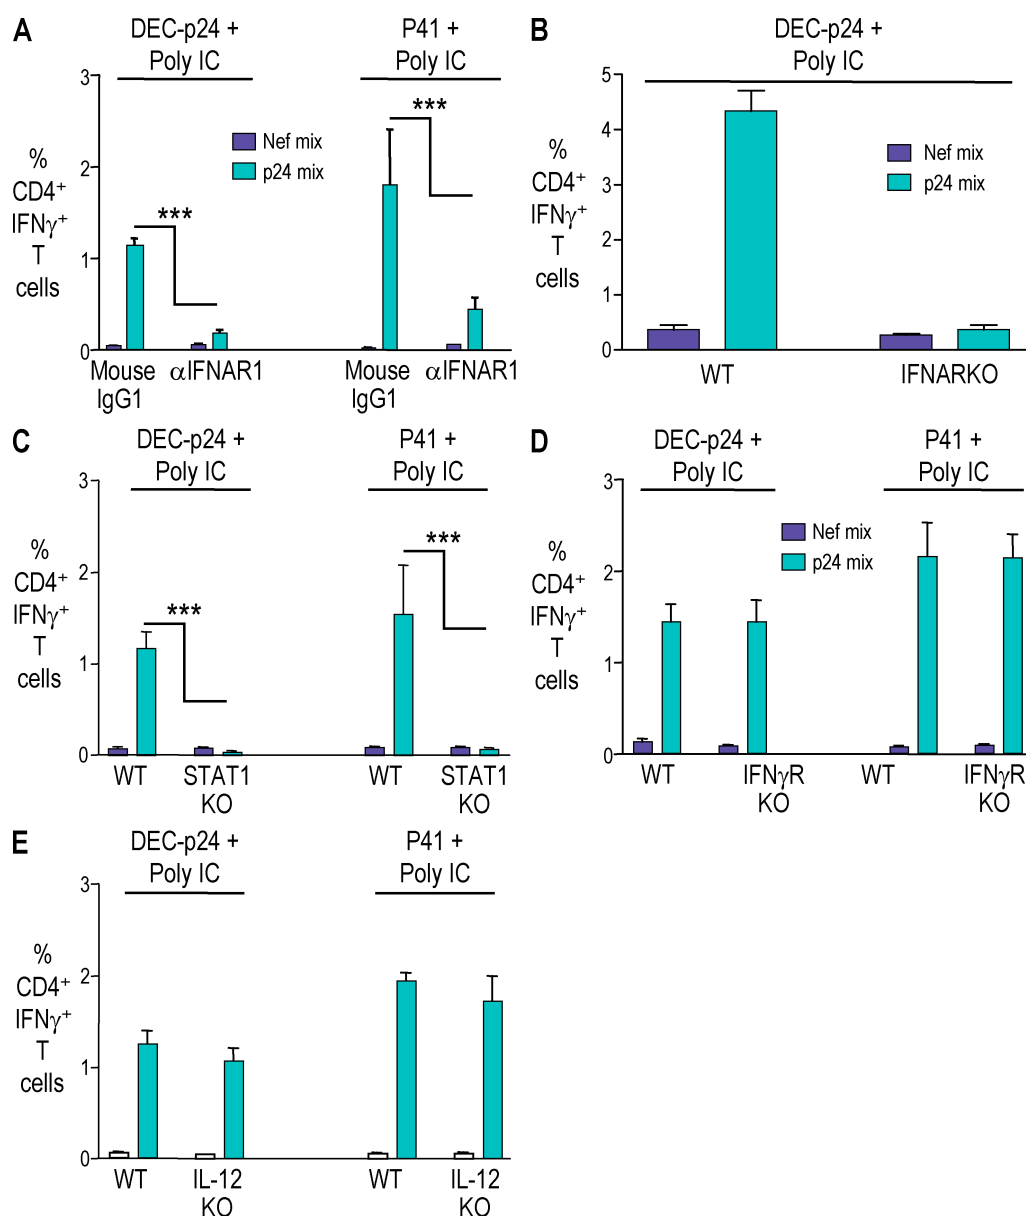 A
DEC-p24 +
Poly IC
P41 +
Poly IC
3
2
1
0
%
CD4⁺
IFNγ⁺
T
cells
***
***
Nef mix
p24 mix
Mouse
IgG1
αIFNAR1
Mouse
IgG1
αIFNAR1
B
DEC-p24 +
Poly IC
5
4
3
2
1
0
%
CD4⁺
IFNγ⁺
T
cells
Nef mix
p24 mix
WT
IFNARKO
C
DEC-p24 +
Poly IC
P41 +
Poly IC
3
2
1
0
%
CD4⁺
IFNγ⁺
T
cells
***
***
WT
STAT1
KO
WT
STAT1
KO
D
DEC-p24 +
Poly IC
P41 +
Poly IC
3
2
1
0
%
CD4⁺
IFNγ⁺
T
cells
Nef mix
p24 mix
WT
IFNγR
KO
WT
IFNγR
KO
E
DEC-p24 +
Poly IC
P41 +
Poly IC
3
2
1
0
%
CD4⁺
IFNγ⁺
T
cells
WT
IL-12
KO
WT
IL-12
KO